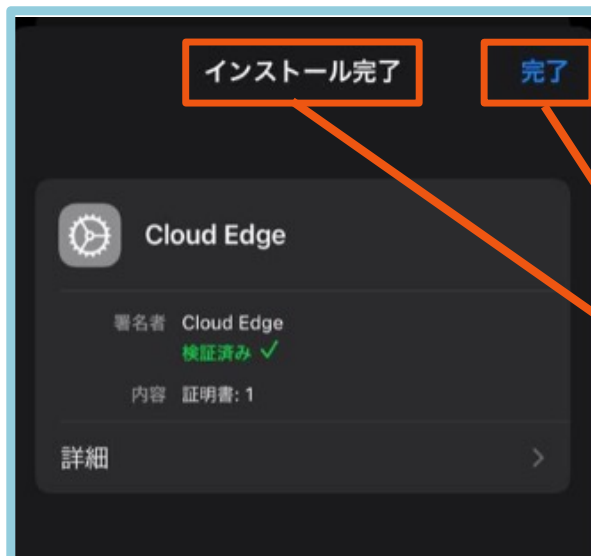 インストール完了
完了
Cloud Edge
署名者 Cloud Edge
検証済み ✓
内容 証明書: 1
詳細